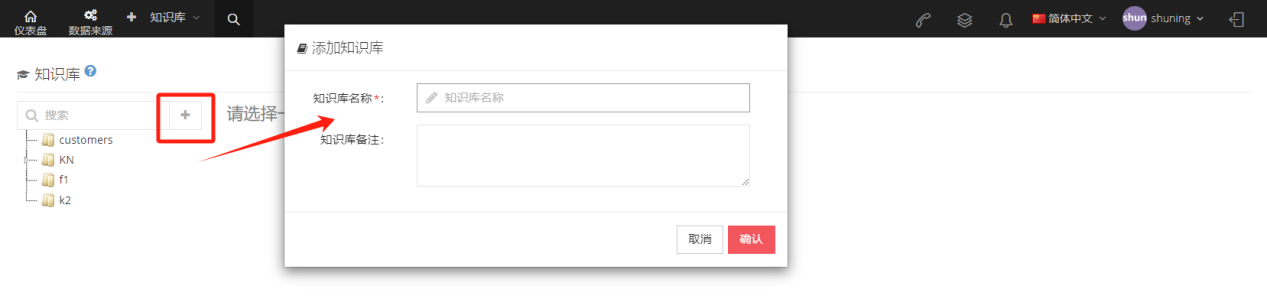 仪表盘 数据来源 知识库 简体中文 shun shuning
添加知识库
知识库
搜索
请选择一
知识库名称*:
知识库名称
customers
知识库备注:
KN
f1
k2
取消 确认